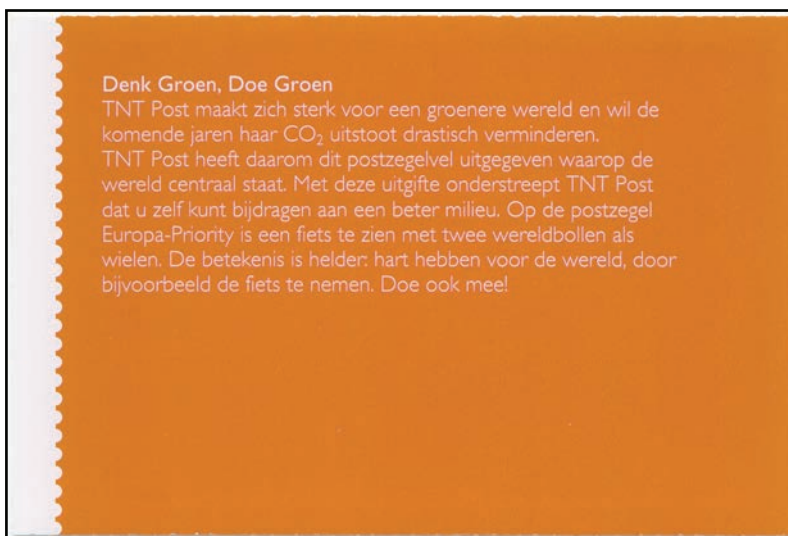 Denk Groen, Doe Groen
TNT Post maakt zich sterk voor een groenere wereld en wil de
komende jaren haar CO₂ uitstoot drastisch verminderen.
TNT Post heeft daarom dit postzegelvel uitgegeven waarop de
wereld centraal staat. Met deze uitgifte onderstreept TNT Post
dat u zelf kunt bijdragen aan een beter milieu. Op de postzegel
Europa-Priority is een fiets te zien met twee wereldbollen als
wielen. De betekenis is helder: hart hebben voor de wereld, door
bijvoorbeeld de fiets te nemen. Doe ook mee!